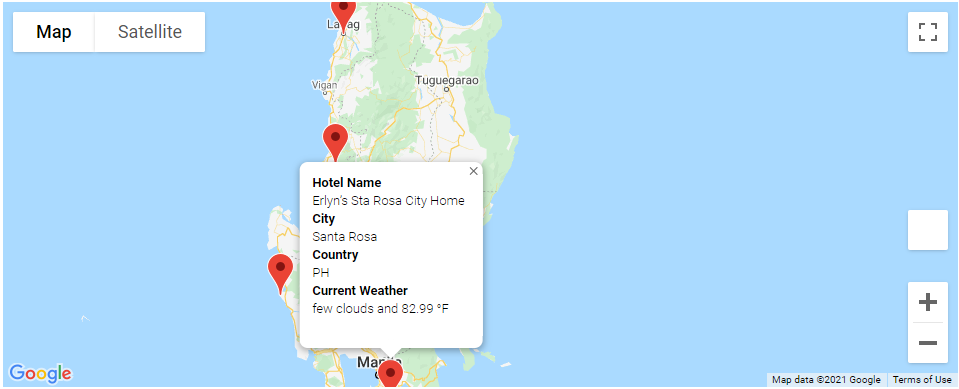 Map
Satellite
Laoag
Vigan
Tuguegarao
Hotel Name
Erlyn's Sta Rosa City Home
City
Santa Rosa
Country
PH
Current Weather
few clouds and 82.99 °F
Google
Map data ©2021 Google
Terms of Use